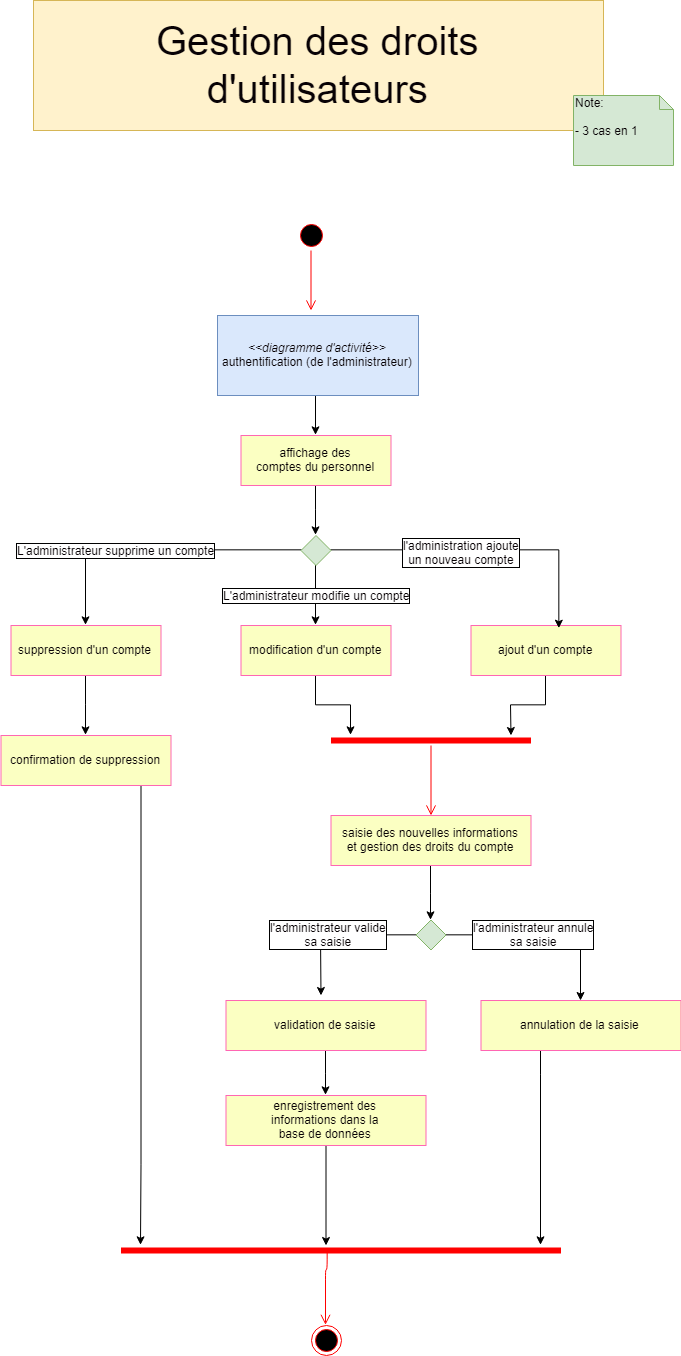 Gestion des droits
d'utilisateurs
Note:
- 3 cas en 1
<<diagramme d'activité>>
authentification (de l'administrateur)
affichage des
comptes du personnel
L'administrateur supprime un compte
l'administration ajoute
un nouveau compte
L'administrateur modifie un compte
suppression d'un compte
modification d'un compte
ajout d'un compte
confirmation de suppression
saisie des nouvelles informations
et gestion des droits du compte
l'administrateur valide
sa saisie
l'administrateur annule
sa saisie
validation de saisie
annulation de la saisie
enregistrement des
informations dans la
base de données